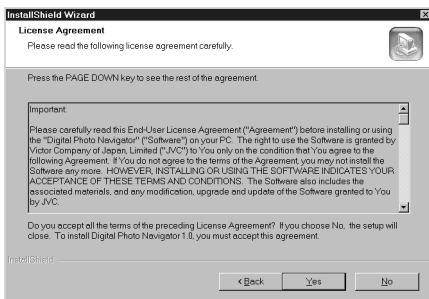 InstallShield Wizard
License Agreement
Please read the following license agreement carefully.
Press the PAGE DOWN key to see the rest of the agreement.
Important:
Please carefully read this End-User License Agreement ("Agreement") before installing or using
the "Digital Photo Navigator" ("Software") on your PC. The right to use the Software is granted by
Victor Company of Japan, Limited ("JVC") to You only on the condition that You agree to the
following Agreement. If You do not agree to the terms of the Agreement, you may not install the
Software any more. HOWEVER, INSTALLING OR USING THE SOFTWARE INDICATES YOUR
ACCEPTANCE OF THESE TERMS AND CONDITIONS. The Software also includes the
associated materials, and any modification, upgrade and update of the Software granted to You
by JVC.
Do you accept all the terms of the preceding License Agreement? If you choose No, the setup will
close. To install Digital Photo Navigator 1.0, you must accept this agreement.
InstallShield
< Back Yes No